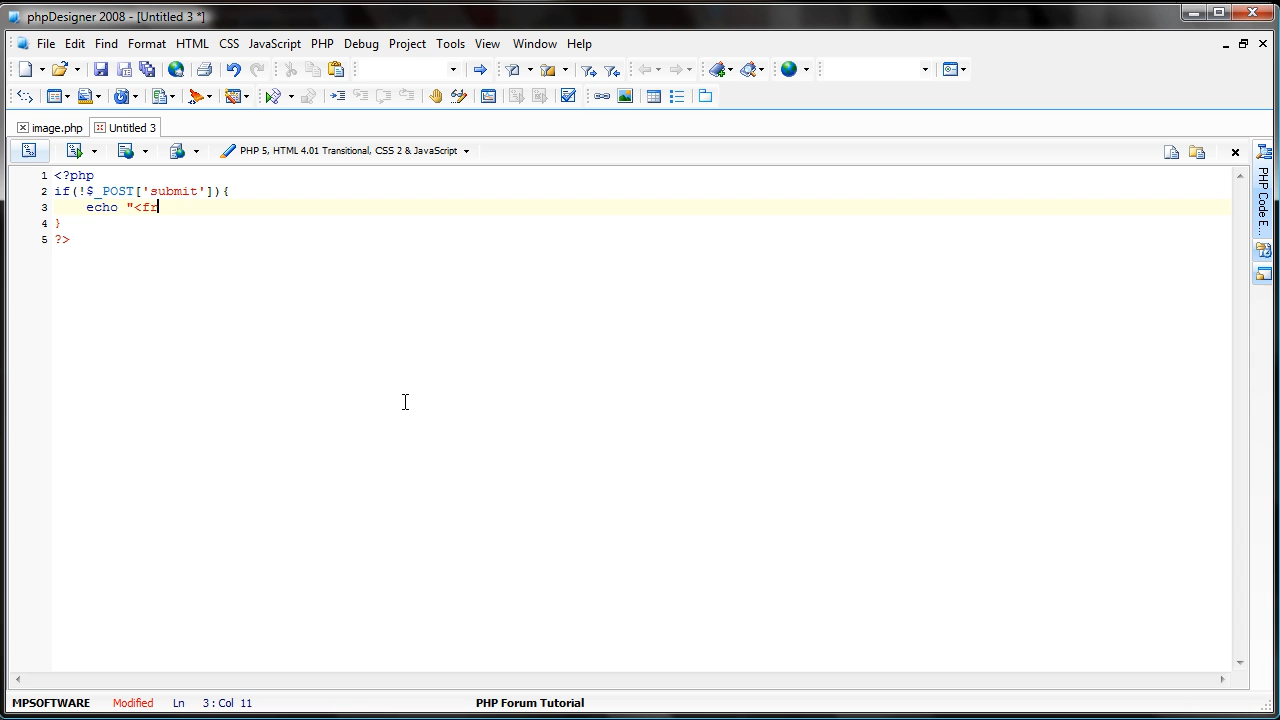 phpDesigner 2008 - [Untitled 3 *]
File Edit Find Format HTML CSS JavaScript PHP Debug Project Tools View Window Help
image.php Untitled 3
PHP 5, HTML 4.01 Transitional, CSS 2 & JavaScript
1 <?php
2 if(!$_POST['submit']){
3 echo "<fr
4 }
5 ?>
PHP Code E...
MPSOFTWARE Modified Ln 3 : Col 11 PHP Forum Tutorial